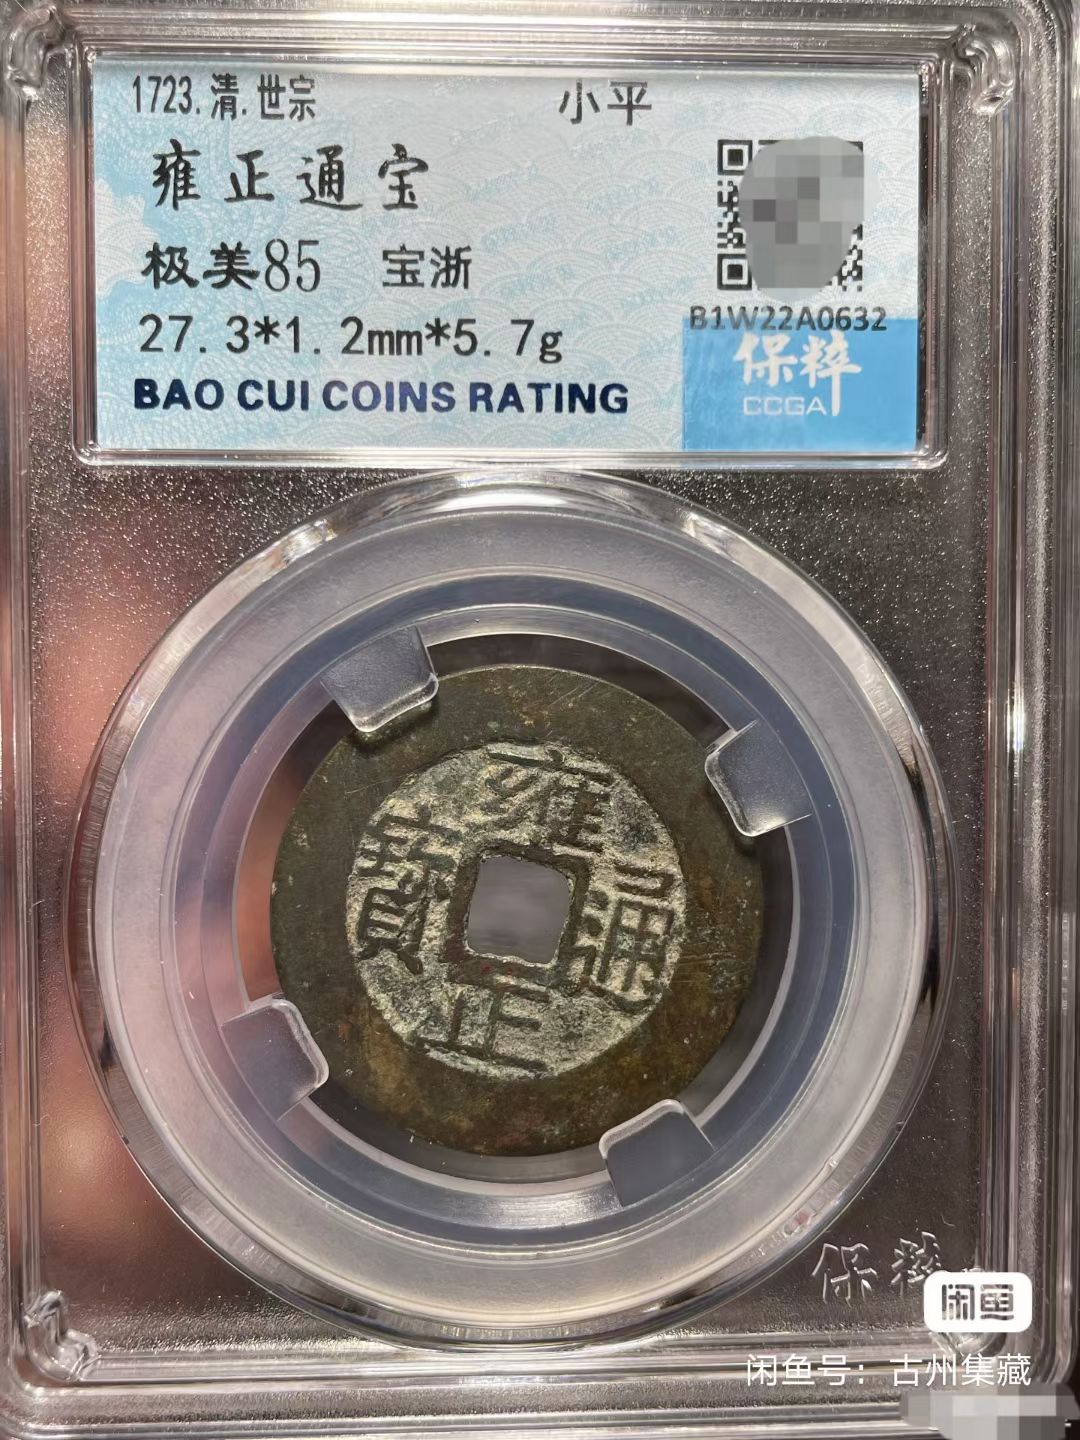 1723.清.世宗 小平
雍正通宝
极美85 宝浙
27.3*1.2mm*5.7g
BAO CUI COINS RATING
B1W22A0632
保粹
CCGA
雍正通寳
保粹
闲鱼
闲鱼号：古州集藏